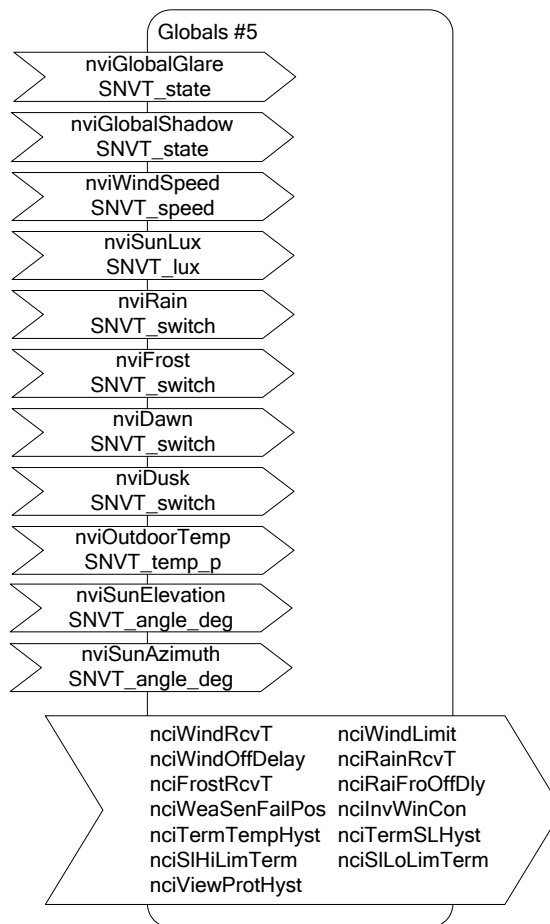 Globals #5
nviGlobalGlare
SNVT_state
nviGlobalShadow
SNVT_state
nviWindSpeed
SNVT_speed
nviSunLux
SNVT_lux
nviRain
SNVT_switch
nviFrost
SNVT_switch
nviDawn
SNVT_switch
nviDusk
SNVT_switch
nviOutdoorTemp
SNVT_temp_p
nviSunElevation
SNVT_angle_deg
nviSunAzimuth
SNVT_angle_deg
nciWindRcvT nciWindLimit
nciWindOffDelay nciRainRcvT
nciFrostRcvT nciRaiFroOffDly
nciWeaSenFailPos nciInvWinCon
nciTermTempHyst nciTermSLHyst
nciSlHiLimTerm nciSlLoLimTerm
nciViewProtHyst